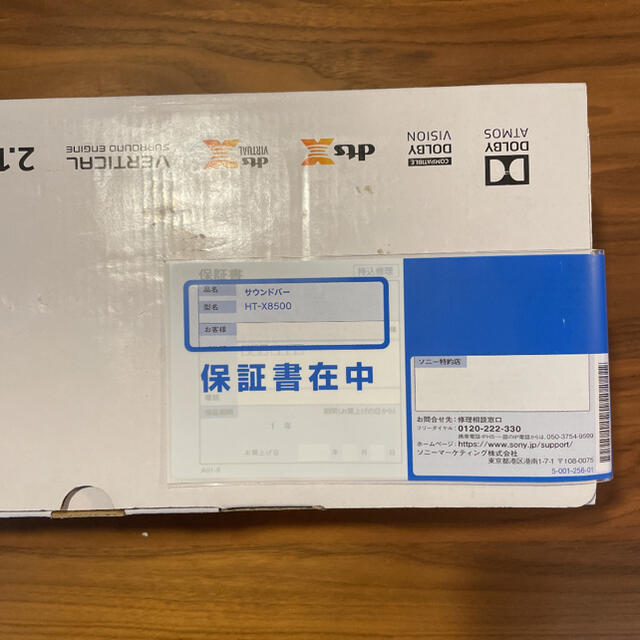 DOLBY
ATMOS
COMPATIBLE
DOLBY
VISION
dts X
dts X
VIRTUAL
VERTICAL
SURROUND ENGINE
2.1
保証書
持込修理
品名
サウンドバー
型名
HT-X8500
お客様
様
保証書在中
電話
1 年
お買上げ日
年
月
日
ソニー特約店
お問合せ先:修理相談窓口
フリーダイヤル:0120-222-330
携帯電話・PHS・一部のIP電話からは、050-3754-9599
ホームページ:https://www.sony.jp/support/
ソニーマーケティング株式会社
東京都港区港南1-7-1 〒108-0075
5-001-256-01